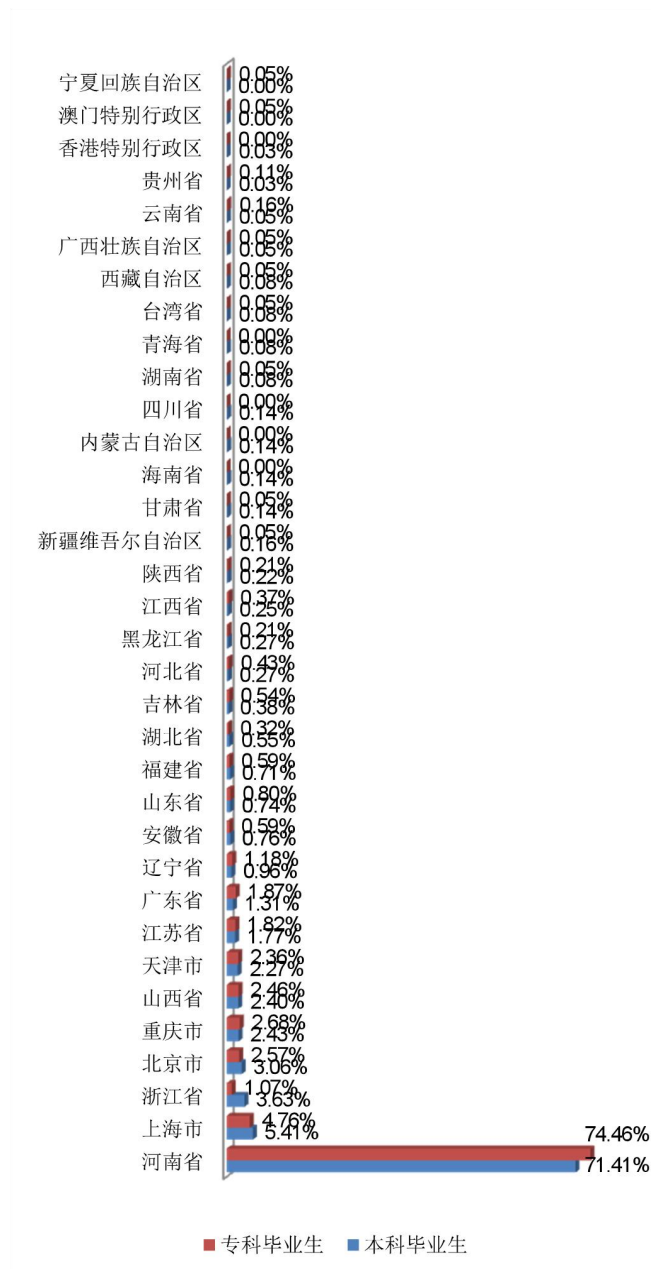 宁夏回族自治区 0.05% 0.00%
澳门特别行政区 0.05% 0.00%
香港特别行政区 0.00% 0.03%
贵州省 0.11% 0.03%
云南省 0.16% 0.05%
广西壮族自治区 0.05% 0.05%
西藏自治区 0.05% 0.08%
台湾省 0.05% 0.08%
青海省 0.00% 0.08%
湖南省 0.05% 0.08%
四川省 0.00% 0.14%
内蒙古自治区 0.00% 0.14%
海南省 0.00% 0.14%
甘肃省 0.05% 0.14%
新疆维吾尔自治区 0.05% 0.16%
陕西省 0.21% 0.22%
江西省 0.37% 0.25%
黑龙江省 0.21% 0.27%
河北省 0.43% 0.27%
吉林省 0.54% 0.38%
湖北省 0.32% 0.55%
福建省 0.59% 0.71%
山东省 0.80% 0.74%
安徽省 0.59% 0.76%
辽宁省 1.18% 0.96%
广东省 1.87% 1.31%
江苏省 1.82% 1.77%
天津市 2.36% 2.27%
山西省 2.46% 2.40%
重庆市 2.68% 2.43%
北京市 2.57% 3.06%
浙江省 1.07% 3.63%
上海市 4.76% 5.41%
河南省 74.46% 71.41%
专科毕业生 本科毕业生